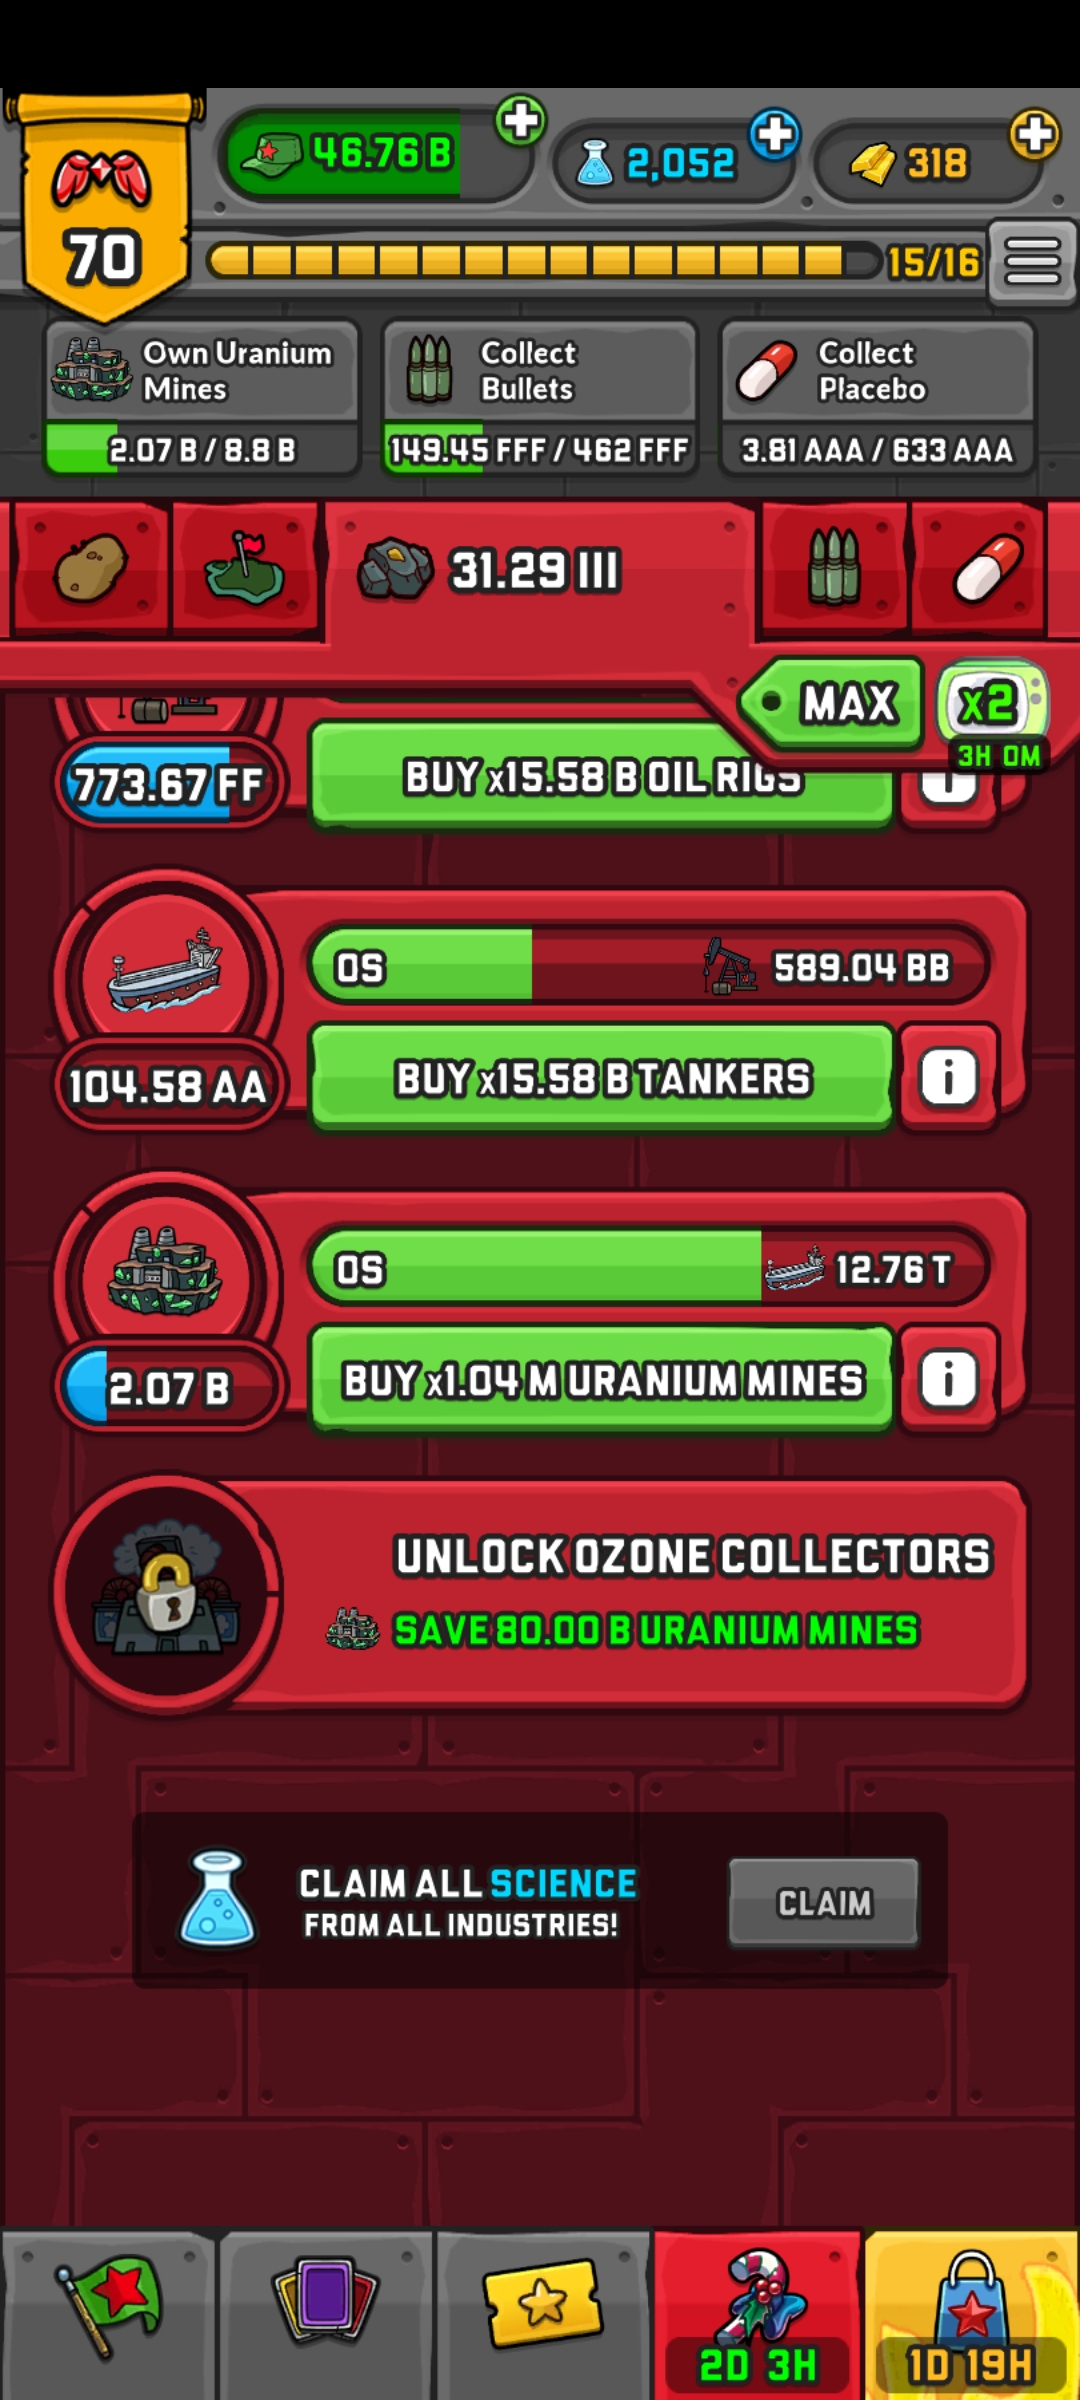 46.76 B
2,052
318
70
15/16
Own Uranium
Mines
2.07 B / 8.8 B
Collect
Bullets
149.45 FFF / 462 FFF
Collect
Placebo
3.81 AAA / 633 AAA
31.29 III
MAX
x2
3H 0M
773.67 FF
BUY x15.58 B OIL RIGS
0S
589.04 BB
104.58 AA
BUY x15.58 B TANKERS
i
0S
12.76 T
2.07 B
BUY x1.04 M URANIUM MINES
i
UNLOCK OZONE COLLECTORS
SAVE 80.00 B URANIUM MINES
CLAIM ALL SCIENCE
FROM ALL INDUSTRIES!
CLAIM
2D 3H
1D 19H